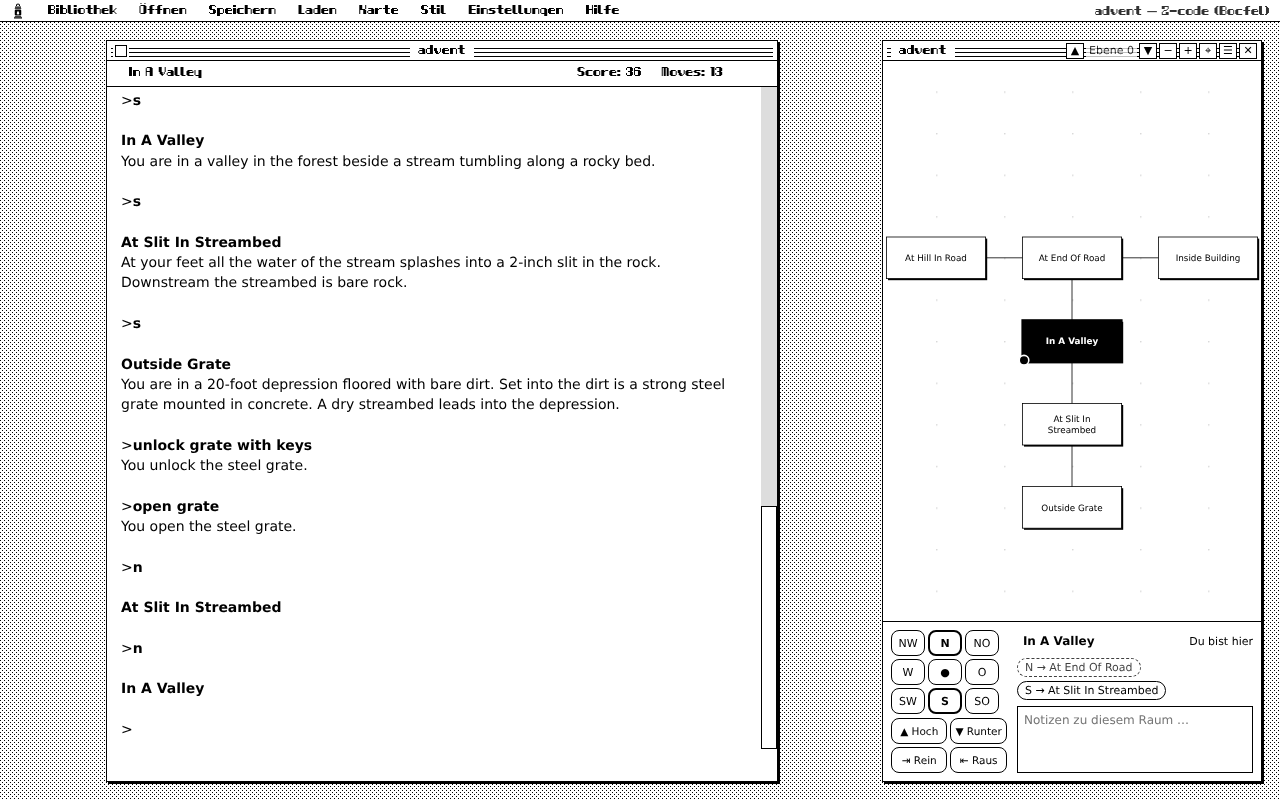 Bibliothek Öffnen Speichern Laden Karte Stil Einstellungen Hilfe advent — Z-code (Bocfel)
advent
In A Valley Score: 36 Moves: 13
>s
In A Valley
You are in a valley in the forest beside a stream tumbling along a rocky bed.
>s
At Slit In Streambed
At your feet all the water of the stream splashes into a 2-inch slit in the rock.
Downstream the streambed is bare rock.
>s
Outside Grate
You are in a 20-foot depression floored with bare dirt. Set into the dirt is a strong steel
grate mounted in concrete. A dry streambed leads into the depression.
>unlock grate with keys
You unlock the steel grate.
>open grate
You open the steel grate.
>n
At Slit In Streambed
>n
In A Valley
>
advent ▲ Ebene 0 ▼ − + ⌖ ☰ ✕
At Hill In Road At End Of Road Inside Building
In A Valley
At Slit In
Streambed
Outside Grate
NW N NO
W ● O
SW S SO
▲ Hoch ▼ Runter
⇥ Rein ⇤ Raus
In A Valley Du bist hier
N → At End Of Road
S → At Slit In Streambed
Notizen zu diesem Raum …